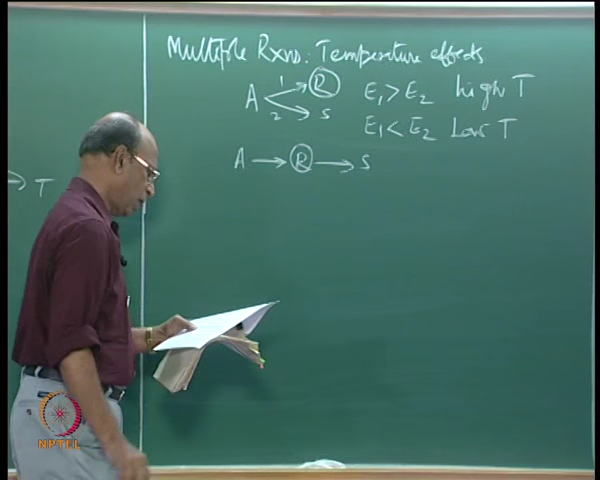 Multiple Rxns: Temperature effects
1 R
A E₁ > E₂ high T
2 S
E₁ < E₂ Low T
A → R → S
→ T
NPTEL